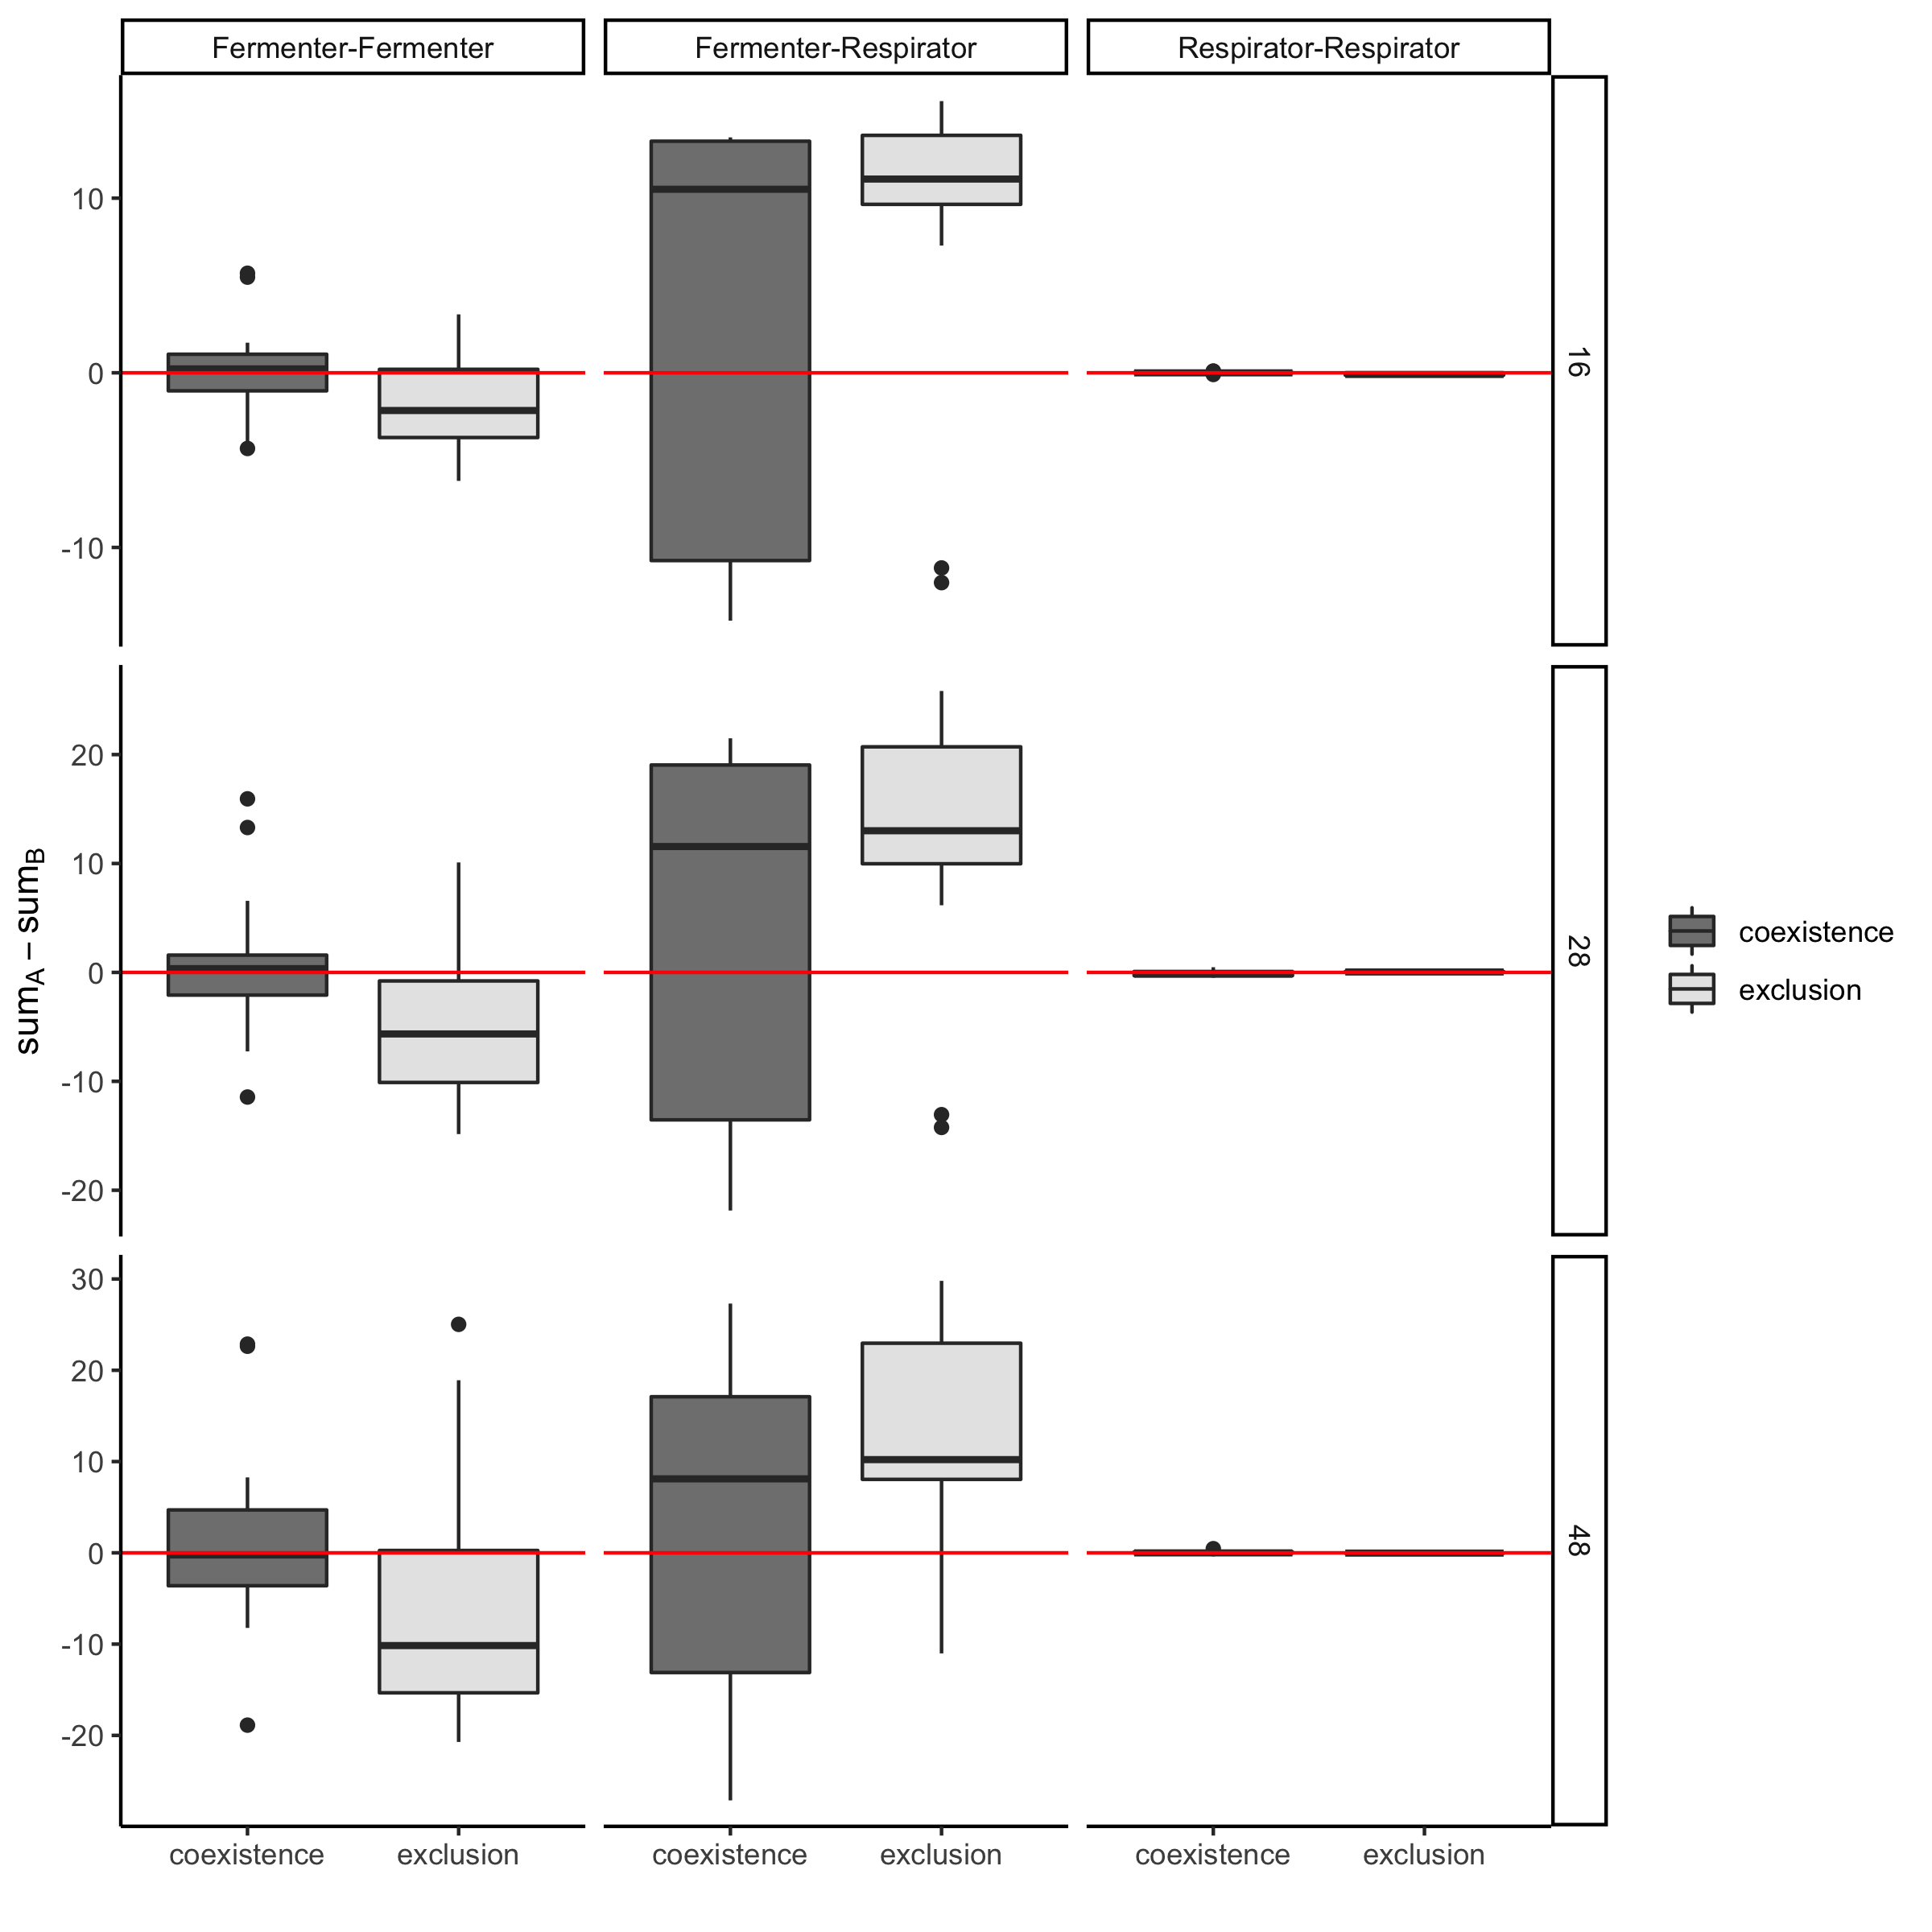 Fermenter-Fermenter
Fermenter-Respirator
Respirator-Respirator
10
0
-10
16
20
10
0
-10
-20
28
30
20
10
0
-10
-20
48
sumA − sumB
coexistence
exclusion
coexistence
exclusion
coexistence
exclusion
coexistence
exclusion